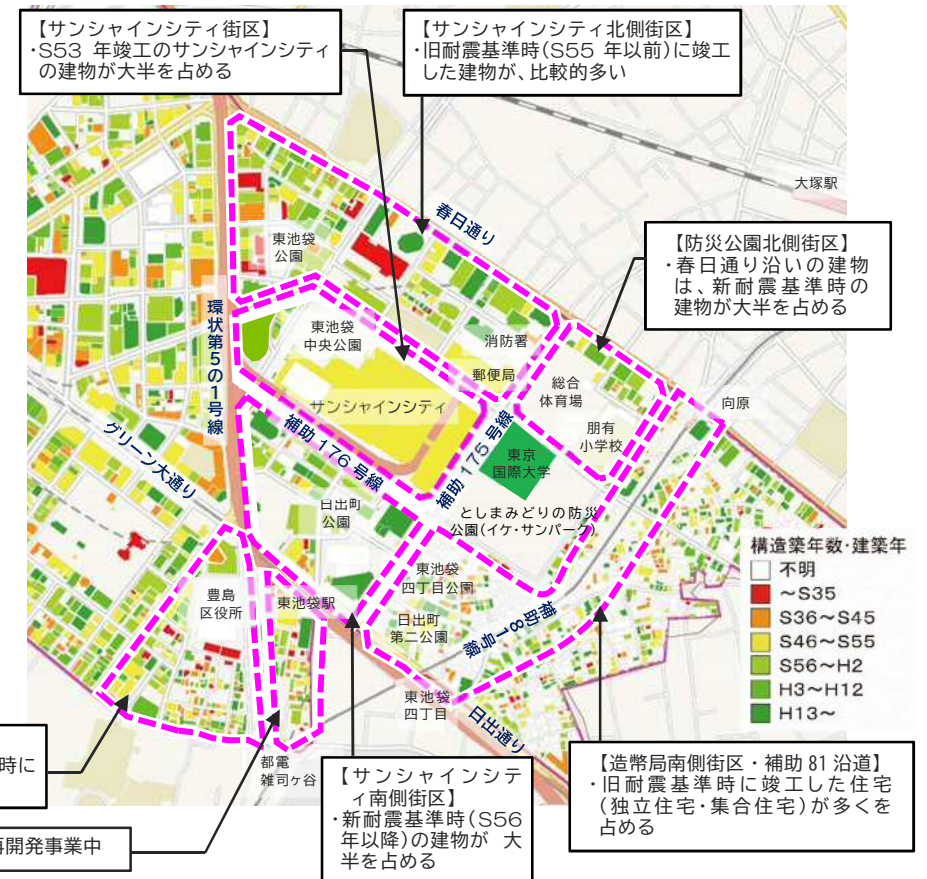 【サンシャインシティ街区】
・S53 年竣工のサンシャインシティ
の建物が大半を占める
【サンシャインシティ北側街区】
・旧耐震基準時(S55 年以前)に竣工
した建物が、比較的多い
大塚駅
春日通り
【防災公園北側街区】
・春日通り沿いの建物
は、新耐震基準時の
建物が大半を占める
東池袋
公園
環状第5の1号線
東池袋
中央公園
消防署
郵便局
総合
体育場
向原
サンシャインシティ
朋有
小学校
グリーン大通り
補助 176 号線
補助 175 号線
東京
国際大学
日出町
公園
としまみどりの防災
公園(イケ・サンパーク)
構造築年数・建築年
不明
～S35
S36～S45
S46～S55
S56～H2
H3～H12
H13～
豊島
区役所
東池袋駅
東池袋
四丁目公園
日出町
第二公園
補助81号線
東池袋
四丁目
日出通り
都電
雑司ヶ谷
時に
再開発事業中
【サンシャインシテ
ィ南側街区】
・新耐震基準時(S56
年以降)の建物が 大
半を占める
【造幣局南側街区・補助 81 沿道】
・旧耐震基準時に竣工した住宅
(独立住宅・集合住宅)が多くを
占める